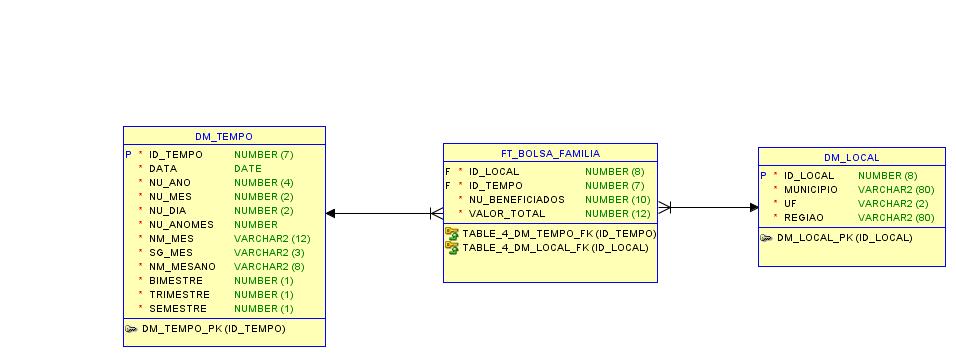 DM_TEMPO
P * ID_TEMPO NUMBER (7)
* DATA DATE
* NU_ANO NUMBER (4)
* NU_MES NUMBER (2)
* NU_DIA NUMBER (2)
* NU_ANOMES NUMBER
* NM_MES VARCHAR2 (12)
* SG_MES VARCHAR2 (3)
* NM_MESANO VARCHAR2 (8)
* BIMESTRE NUMBER (1)
* TRIMESTRE NUMBER (1)
* SEMESTRE NUMBER (1)
DM_TEMPO_PK (ID_TEMPO)
FT_BOLSA_FAMILIA
F * ID_LOCAL NUMBER (8)
F * ID_TEMPO NUMBER (7)
* NU_BENEFICIADOS NUMBER (10)
* VALOR_TOTAL NUMBER (12)
TABLE_4_DM_TEMPO_FK (ID_TEMPO)
TABLE_4_DM_LOCAL_FK (ID_LOCAL)
DM_LOCAL
P * ID_LOCAL NUMBER (8)
* MUNICIPIO VARCHAR2 (80)
* UF VARCHAR2 (2)
* REGIAO VARCHAR2 (80)
DM_LOCAL_PK (ID_LOCAL)